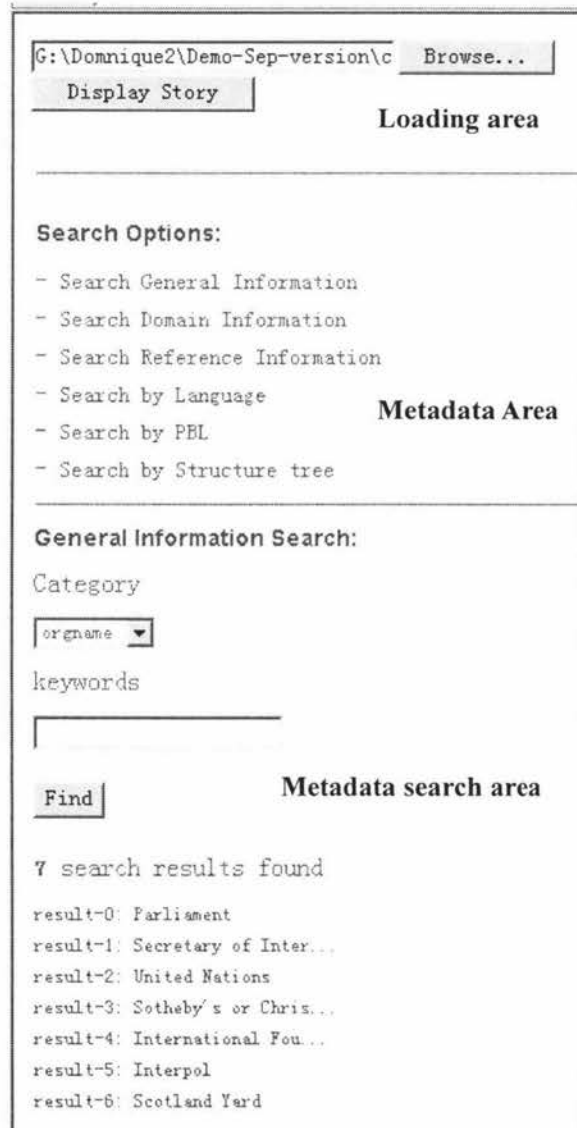 G:\Domnique2\Demo-Sep-version\c Browse...
Display Story
Loading area
Search Options:
- Search General Information
- Search Domain Information
- Search Reference Information
- Search by Language
Metadata Area
- Search by PBL
- Search by Structure tree
General Information Search:
Category
orgname
keywords
Find
Metadata search area
7 search results found
result-0: Parliament
result-1: Secretary of Inter...
result-2: United Nations
result-3: Sotheby's or Chris...
result-4: International Fou...
result-5: Interpol
result-6: Scotland Yard